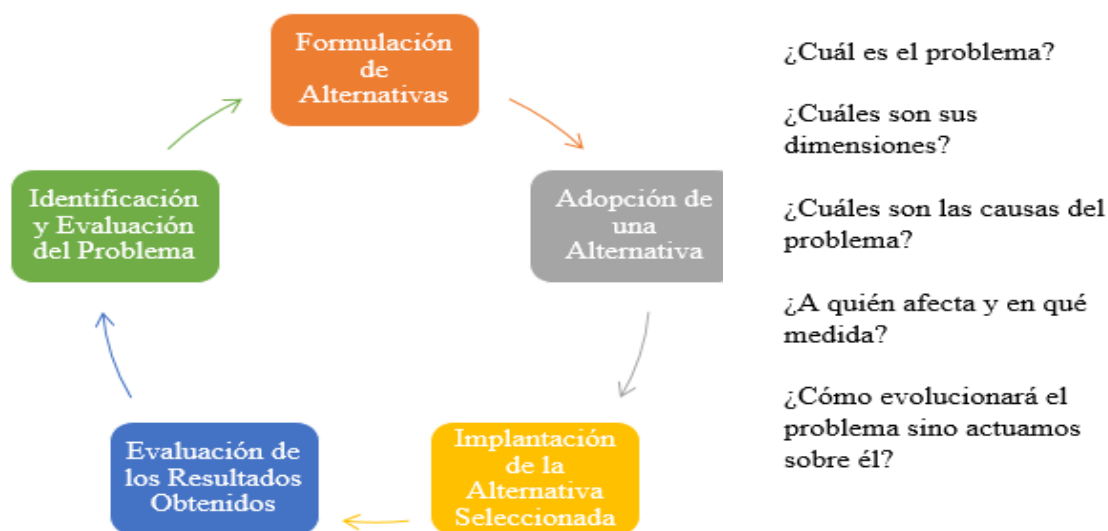 Formulación
de
Alternativas
Identificación
y Evaluación
del Problema
Adopción de
una
Alternativa
Evaluación de
los Resultados
Obtenidos
Implantación
de la
Alternativa
Seleccionada
¿Cuál es el problema?
¿Cuáles son sus
dimensiones?
¿Cuáles son las causas del
problema?
¿A quién afecta y en qué
medida?
¿Cómo evolucionará el
problema sino actuamos
sobre él?